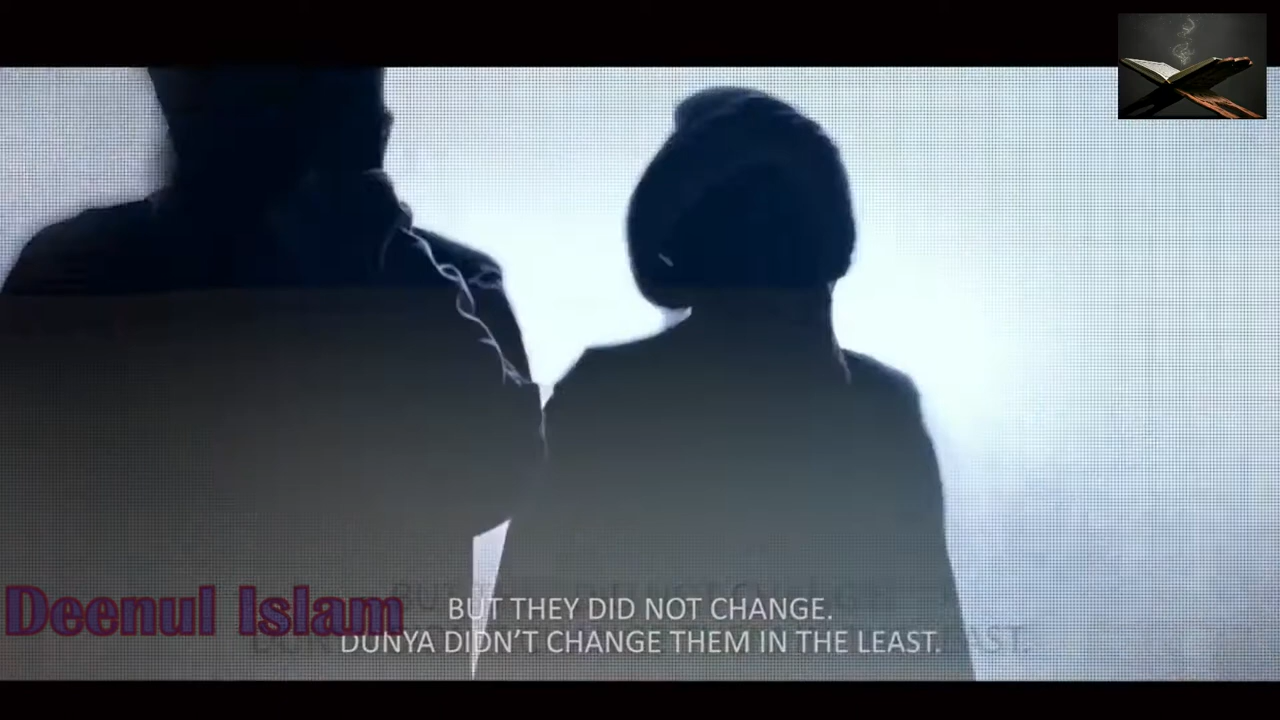 Deenul Islam
BUT THEY DID NOT CHANGE.
DUNYA DIDN'T CHANGE THEM IN THE LEAST.